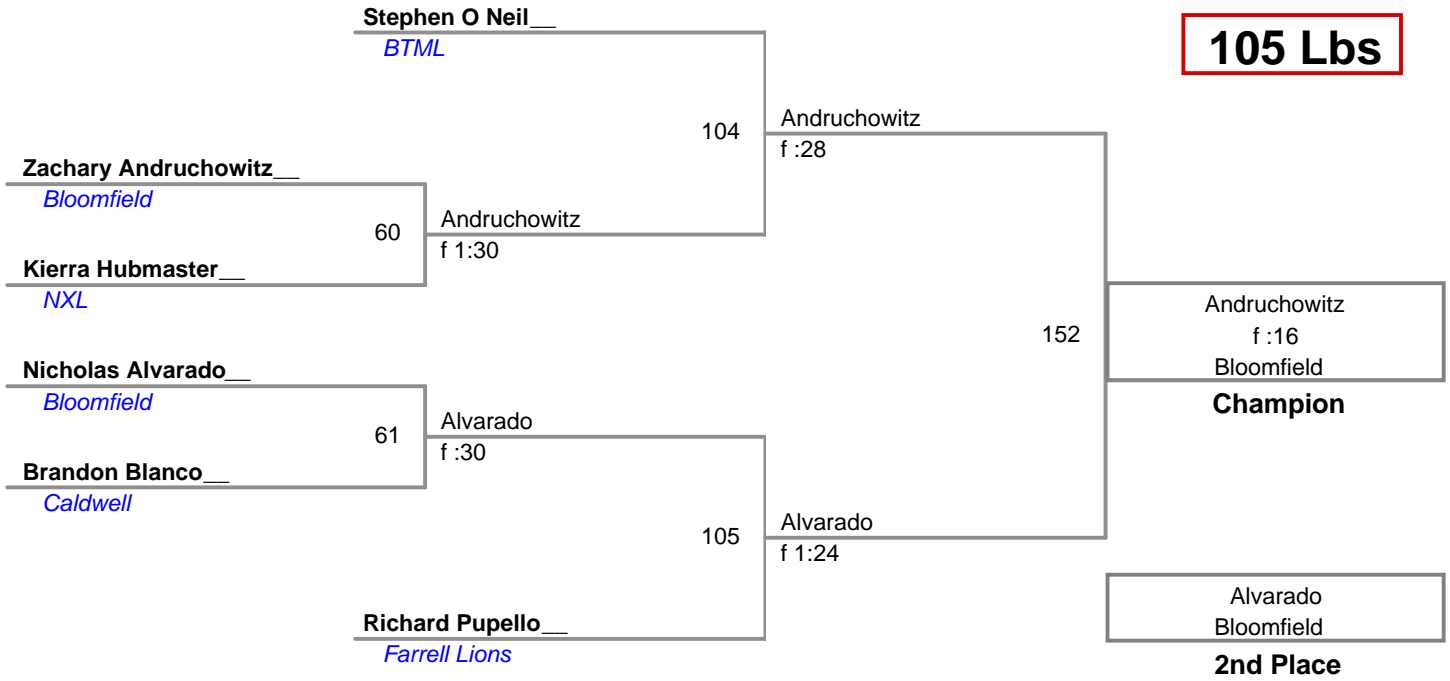 Stephen O Neil__
BTML
105 Lbs
104
Andruchowitz
f :28
Zachary Andruchowitz__
Bloomfield
60
Andruchowitz
f 1:30
Kierra Hubmaster__
NXL
152
Andruchowitz
f :16
Bloomfield
Champion
Nicholas Alvarado__
Bloomfield
61
Alvarado
f :30
Brandon Blanco__
Caldwell
105
Alvarado
f 1:24
Richard Pupello__
Farrell Lions
Alvarado
Bloomfield
2nd Place